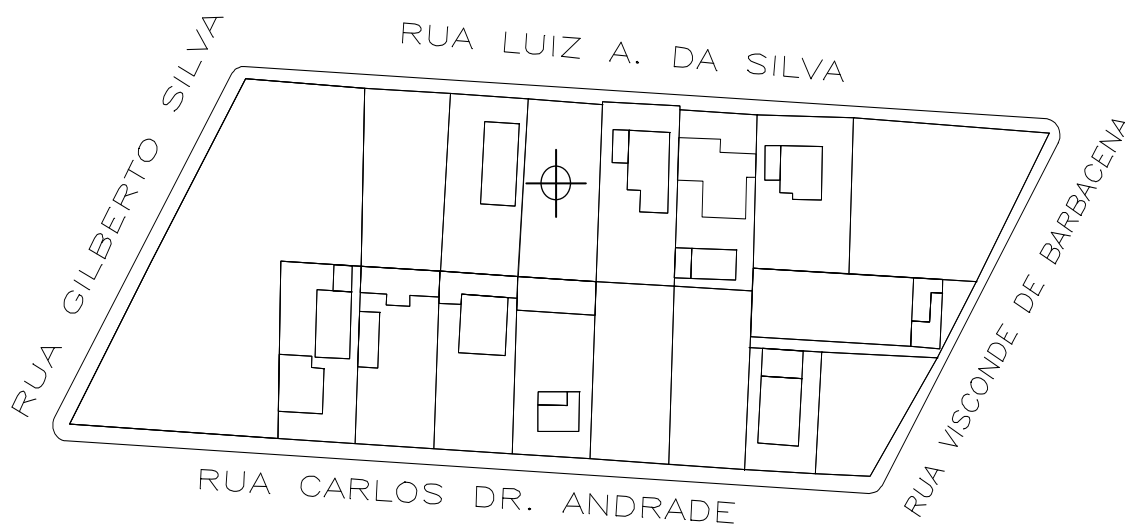 RUA LUIZ A. DA SILVA
RUA GILBERTO SILVA
RUA VISCONDE DE BARBACENA
RUA CARLOS DR. ANDRADE